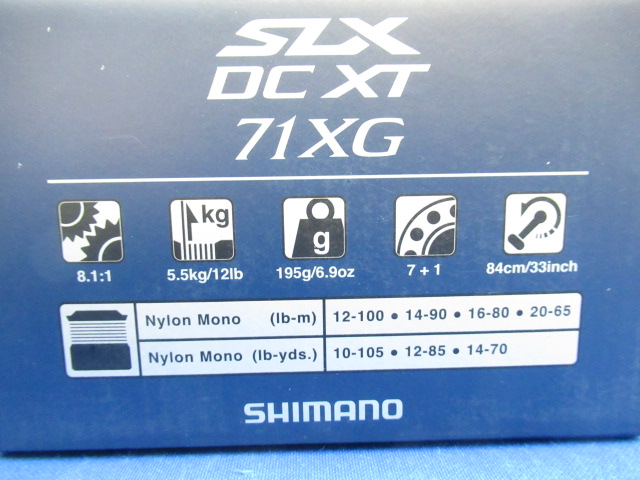 SLX
DC XT
71XG
kg
g
8.1:1 5.5kg/12lb 195g/6.9oz 7 + 1 84cm/33inch
Nylon Mono (lb-m) 12-100 • 14-90 • 16-80 • 20-65
Nylon Mono (lb-yds.) 10-105 • 12-85 • 14-70
SHIMANO